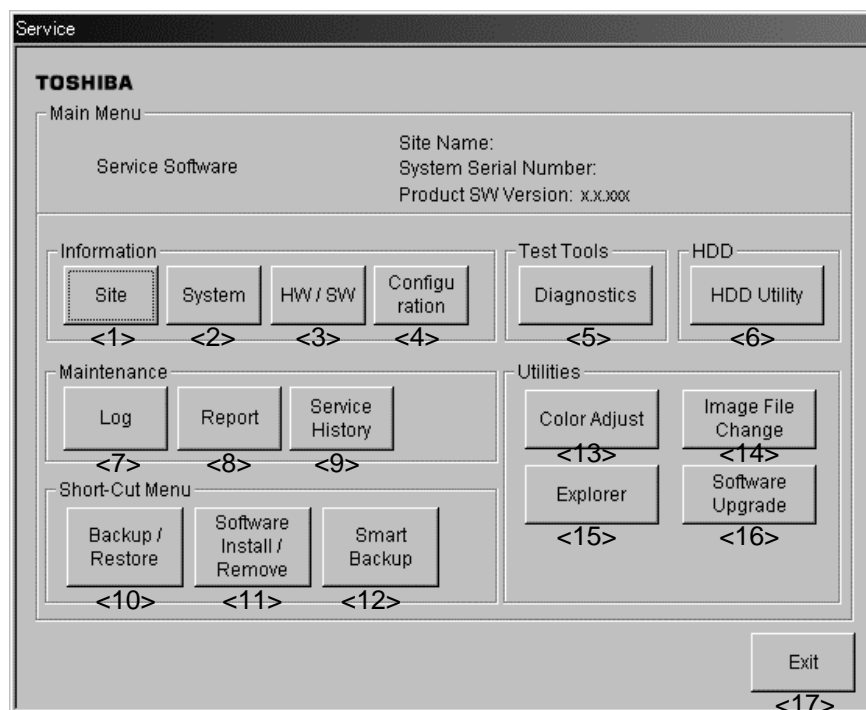 Service
TOSHIBA
Main Menu
Service Software
Site Name:
System Serial Number:
Product SW Version: x.x.xxx
Information
Site
System
HW / SW
Configu
ration
<1>
<2>
<3>
<4>
Test Tools
Diagnostics
<5>
HDD
HDD Utility
<6>
Maintenance
Log
Report
Service
History
<7>
<8>
<9>
Short-Cut Menu
Backup /
Restore
Software
Install /
Remove
Smart
Backup
<10>
<11>
<12>
Utilities
Color Adjust
Image File
Change
<13>
<14>
Explorer
Software
Upgrade
<15>
<16>
Exit
<17>